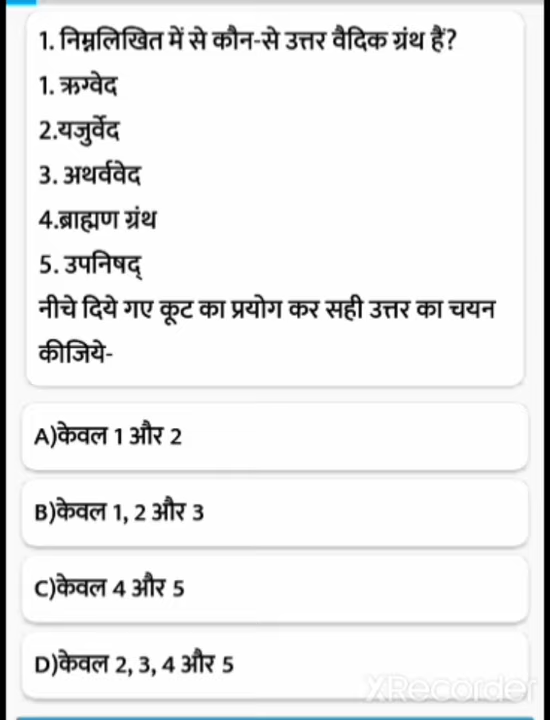 1. निम्नलिखित में से कौन-से उत्तर वैदिक ग्रंथ हैं?
1. ऋग्वेद
2.यजुर्वेद
3. अथर्ववेद
4.ब्राह्मण ग्रंथ
5. उपनिषद्
नीचे दिये गए कूट का प्रयोग कर सही उत्तर का चयन
कीजिये-
A)केवल 1 और 2
B)केवल 1, 2 और 3
C)केवल 4 और 5
D)केवल 2, 3, 4 और 5
XRecorder